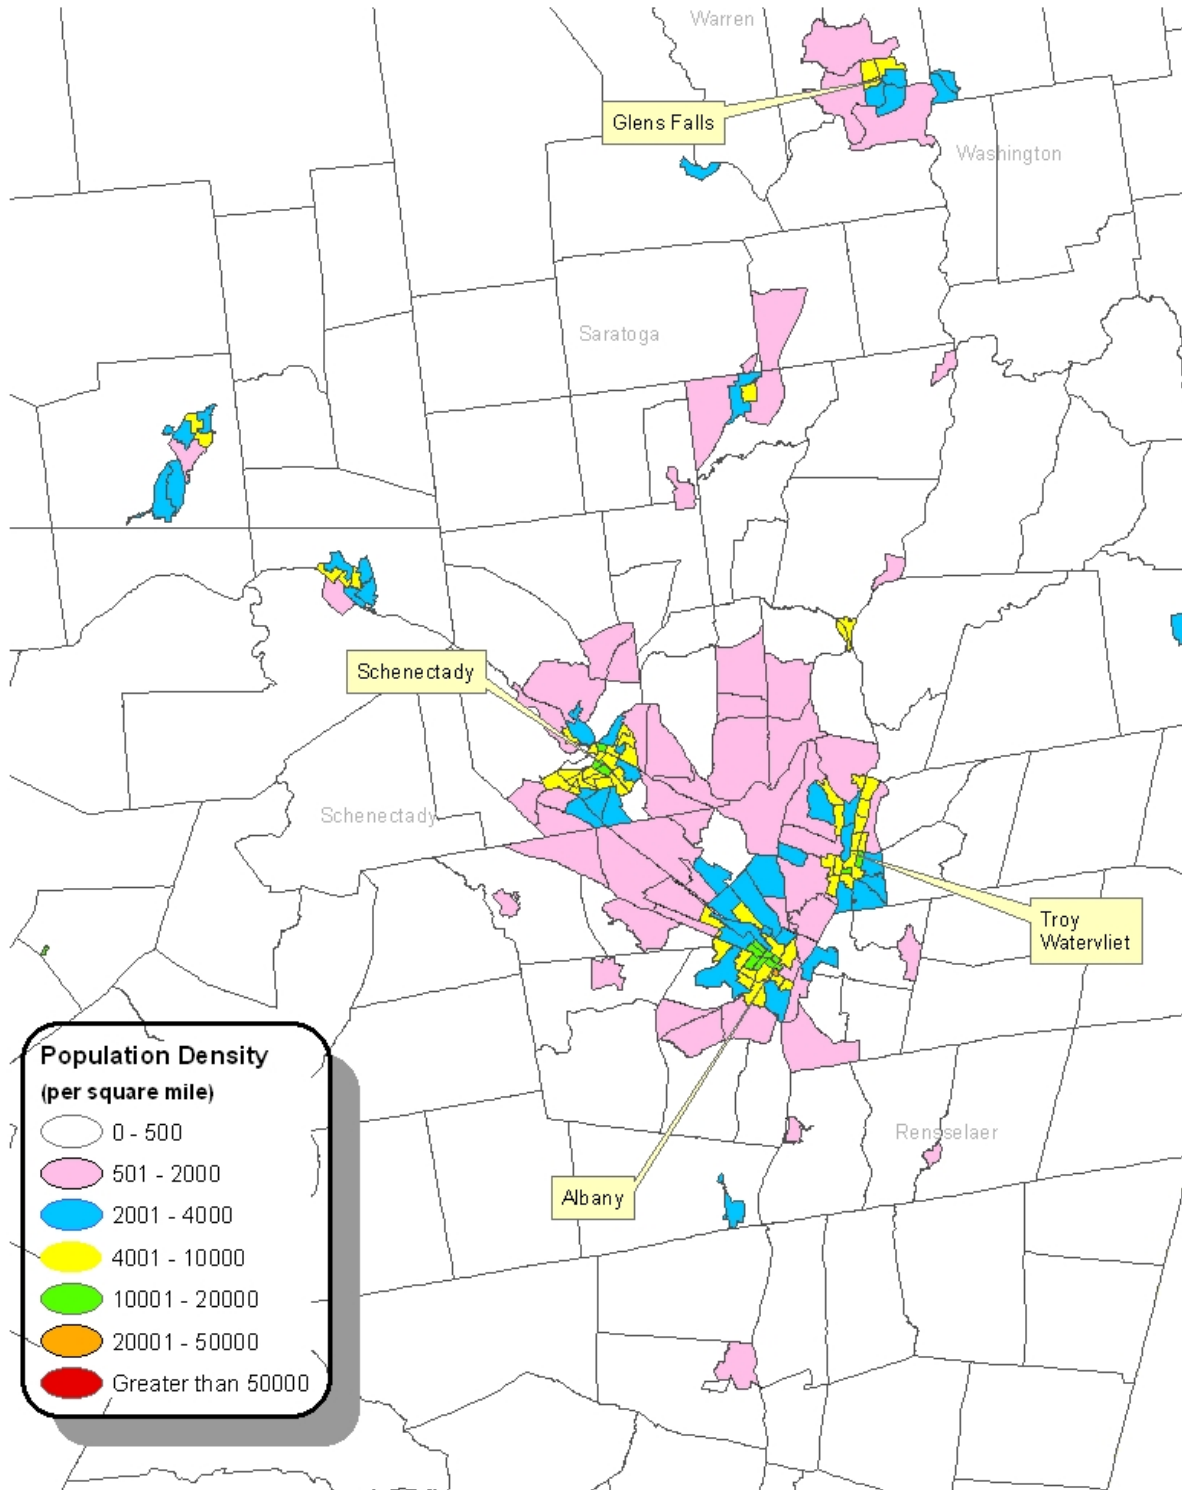 Warren
Glens Falls
Washington
Saratoga
Schenectady
Schenectady
Troy
Watervliet
Population Density
(per square mile)
0 - 500
501 - 2000
2001 - 4000
4001 - 10000
10001 - 20000
20001 - 50000
Greater than 50000
Rensselaer
Albany